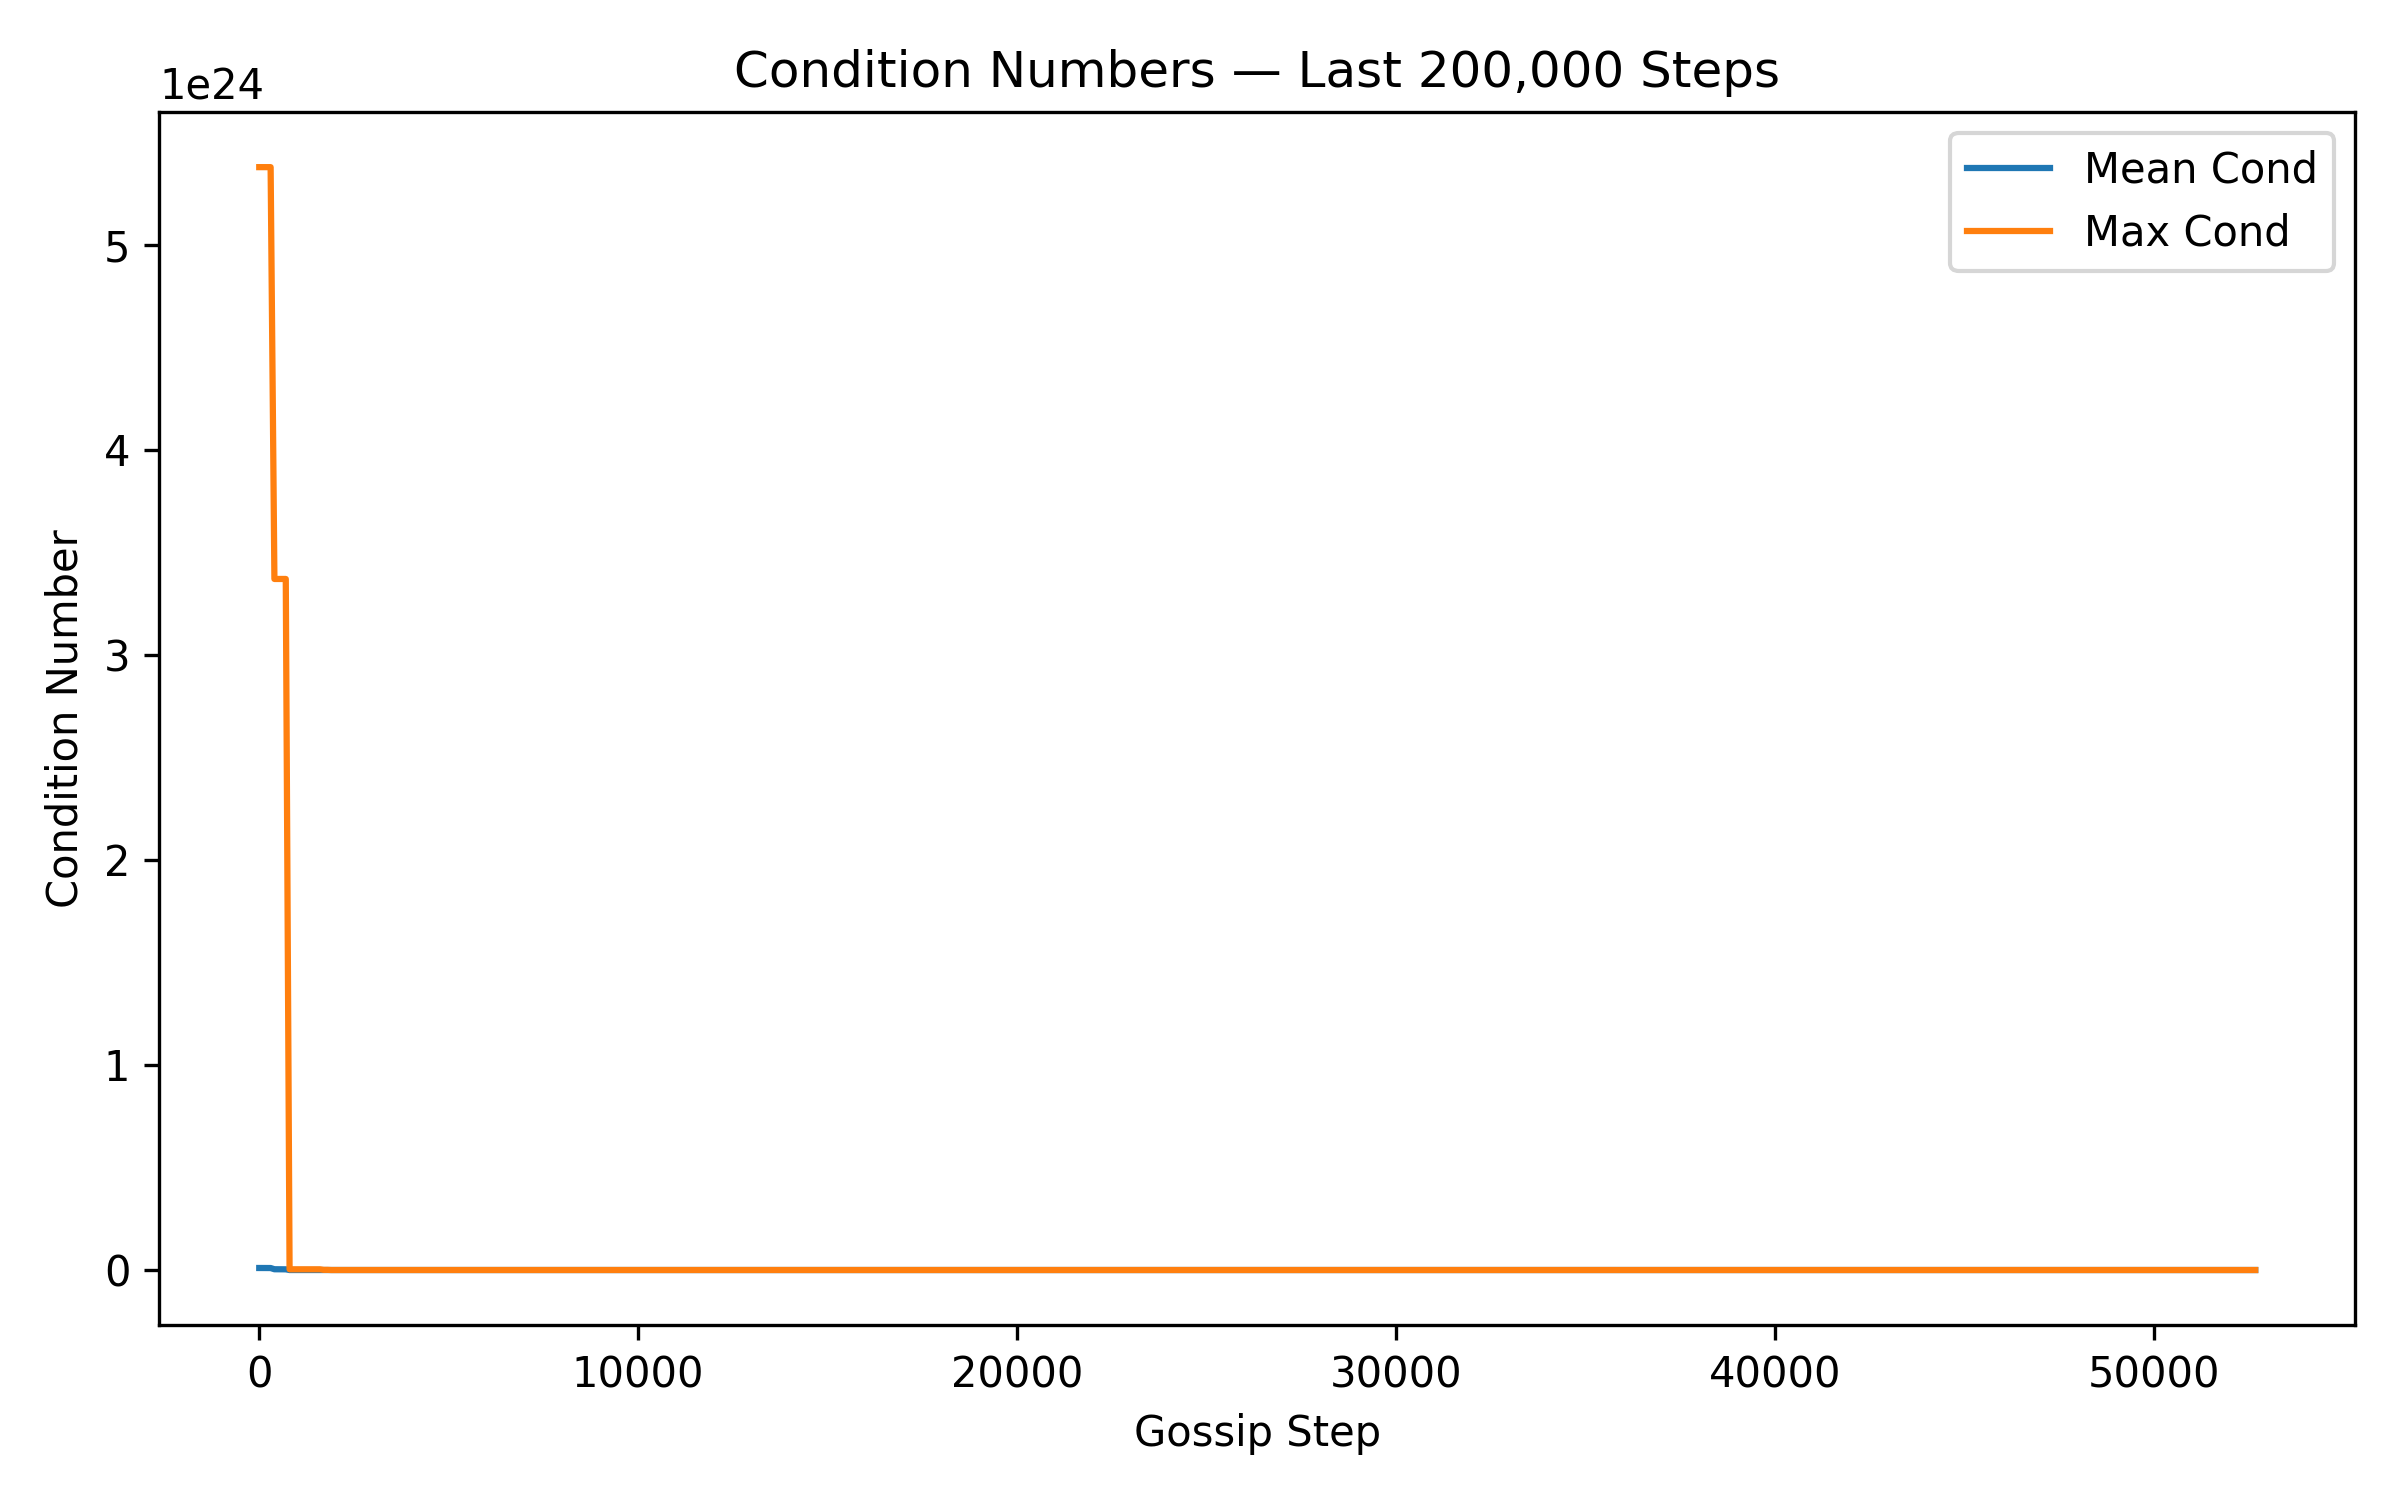 Condition Numbers — Last 200,000 Steps
1e24
Mean Cond
Max Cond
5
4
3
2
1
0
Condition Number
0 10000 20000 30000 40000 50000
Gossip Step